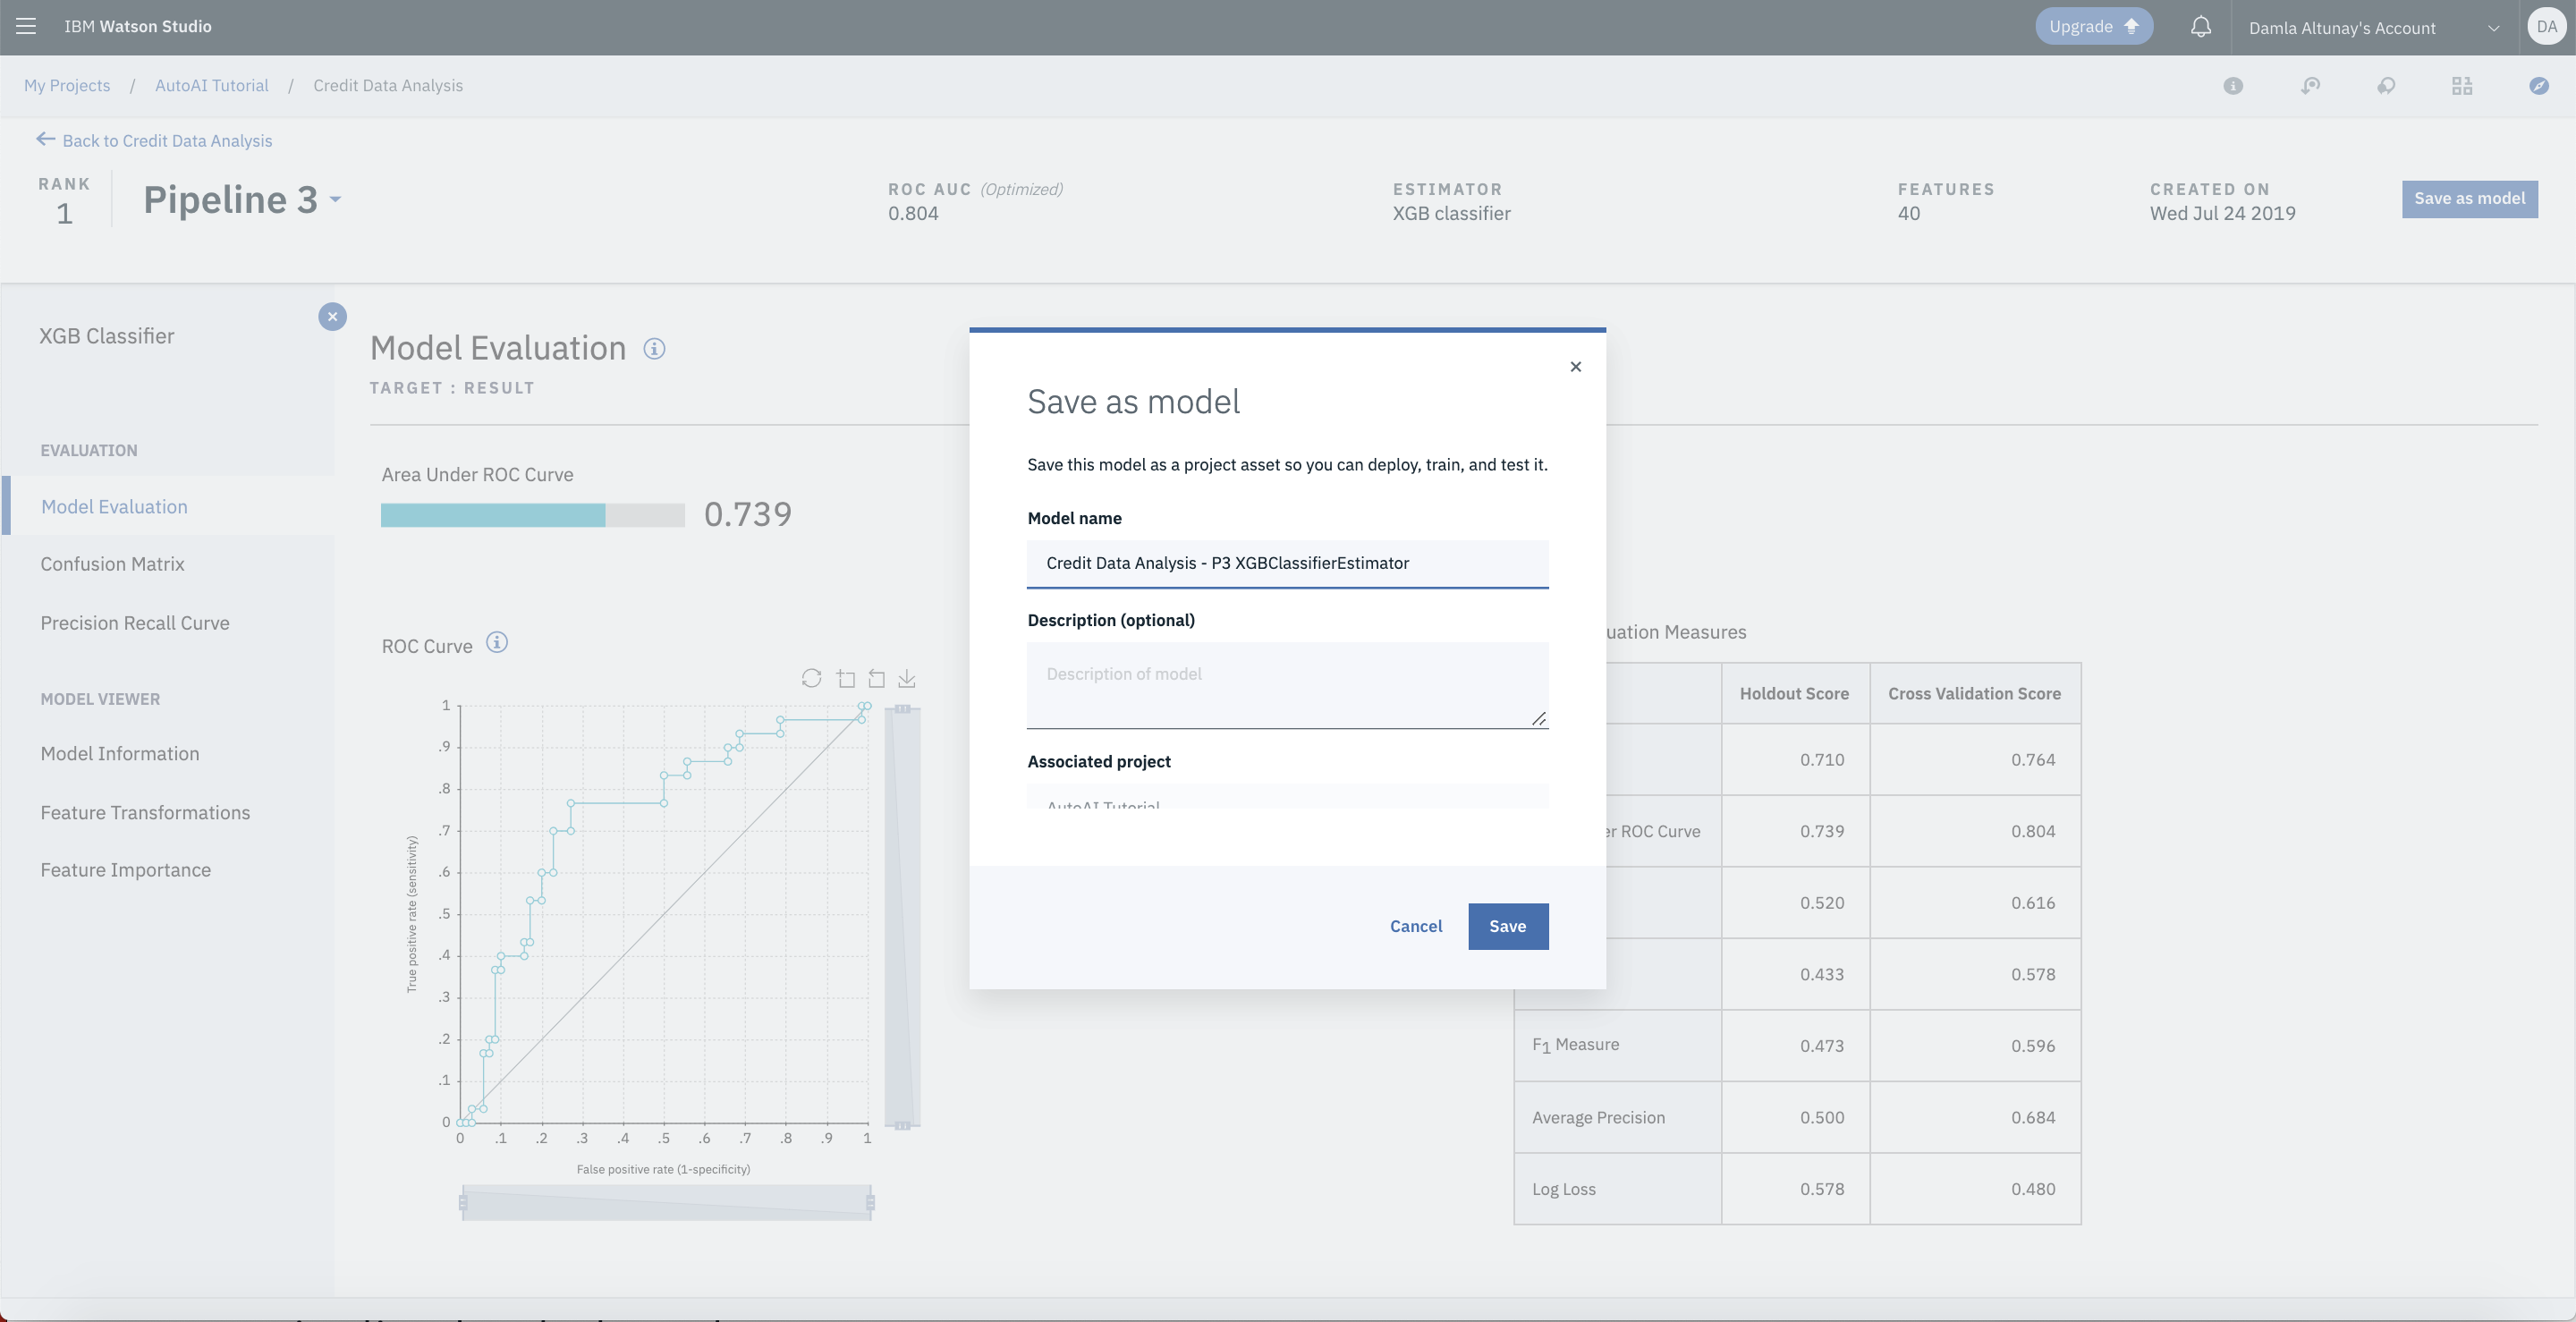 IBM Watson Studio
Upgrade
Damla Altunay's Account
DA
My Projects / AutoAI Tutorial / Credit Data Analysis
Back to Credit Data Analysis
RANK
1
Pipeline 3
ROC AUC (Optimized)
0.804
ESTIMATOR
XGB classifier
FEATURES
40
CREATED ON
Wed Jul 24 2019
Save as model
XGB Classifier
EVALUATION
Model Evaluation
Confusion Matrix
Precision Recall Curve
MODEL VIEWER
Model Information
Feature Transformations
Feature Importance
Model Evaluation
TARGET : RESULT
Area Under ROC Curve
0.739
ROC Curve
1
.9
.8
.7
.6
.5
.4
.3
.2
.1
0
True positive rate (sensitivity)
0 .1 .2 .3 .4 .5 .6 .7 .8 .9 1
False positive rate (1-specificity)
Save as model
Save this model as a project asset so you can deploy, train, and test it.
Model name
Credit Data Analysis - P3 XGBClassifierEstimator
Description (optional)
Description of model
Associated project
AutoAI Tutorial
Cancel
Save
Measures
Holdout Score Cross Validation Score
0.710 0.764
ROC Curve 0.739 0.804
0.520 0.616
0.433 0.578
F1 Measure 0.473 0.596
Average Precision 0.500 0.684
Log Loss 0.578 0.480